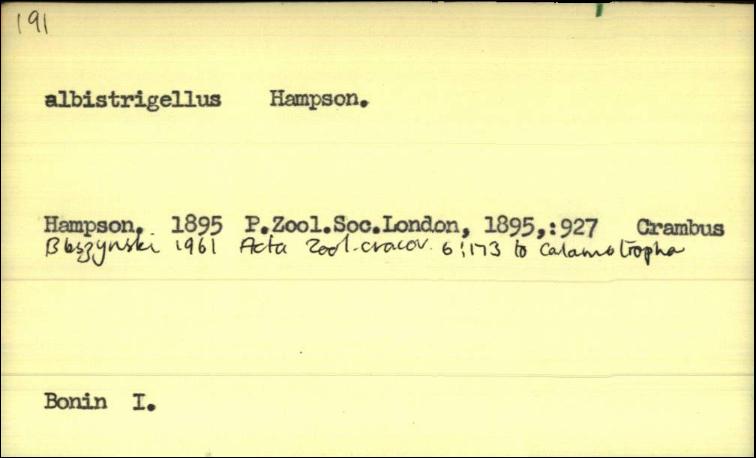 191
albistrigellus Hampson.
Hampson, 1895 P.Zool.Soc.London, 1895,:927 Crambus
Bleszynski 1961 Acta Zool. cracov. 6:173 to Calamotropha
Bonin I.